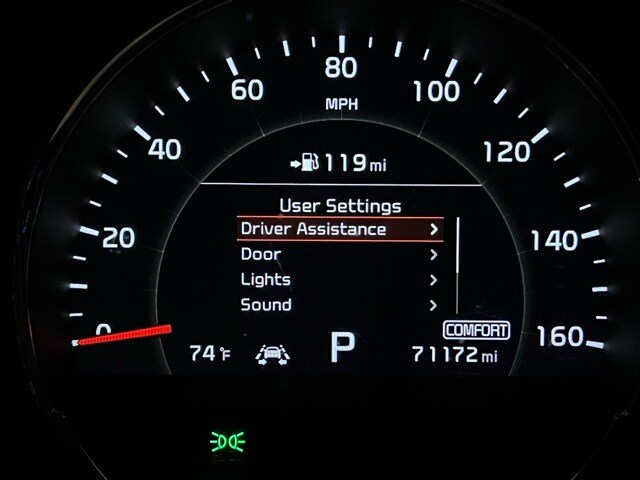 80
60
100
MPH
40
120
119 mi
User Settings
Driver Assistance >
Door >
20
140
Lights >
Sound >
0
COMFORT
160
74°F
P
71172 mi